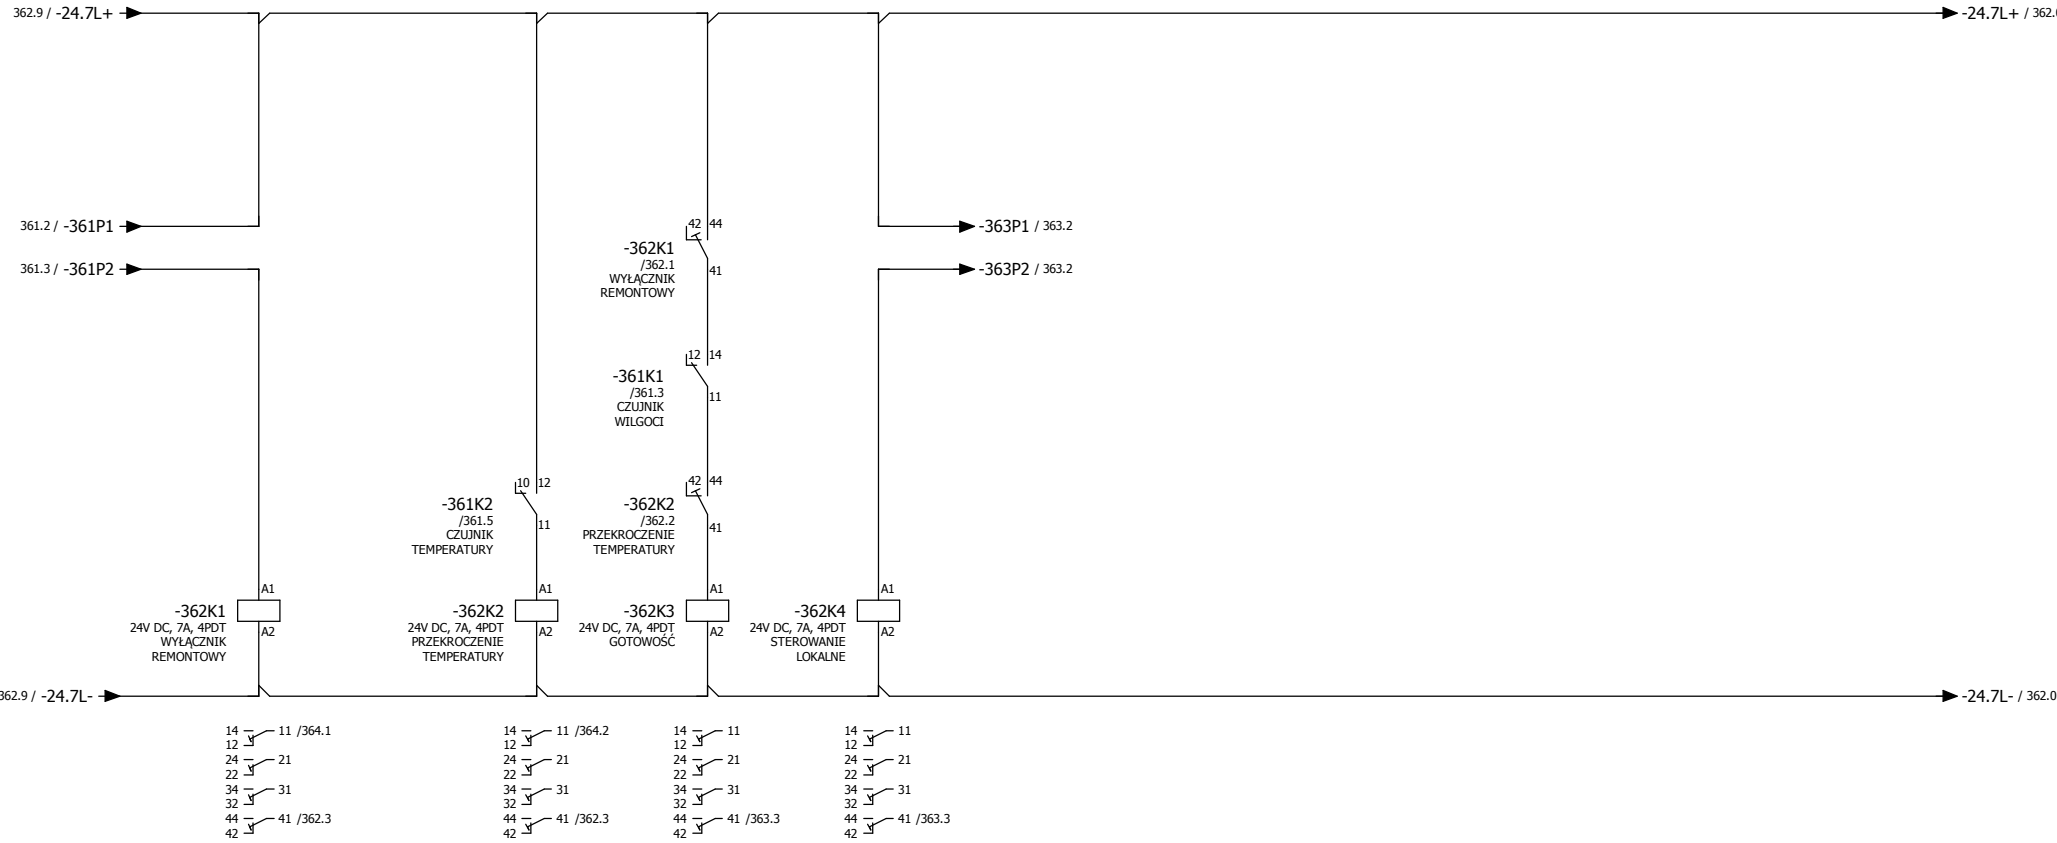 362.9 / -24.7L+
-24.7L+ / 362.0
361.2 / -361P1
-363P1 / 363.2
361.3 / -361P2
-363P2 / 363.2
42 44
-362K1
/362.1
WYŁĄCZNIK
REMONTOWY
41
12 14
-361K1
/361.3
CZUJNIK
WILGOCI
11
10 12
-361K2
/361.5
CZUJNIK
TEMPERATURY
11
42 44
-362K2
/362.2
PRZEKROCZENIE
TEMPERATURY
41
A1
-362K1
24V DC, 7A, 4PDT
WYŁĄCZNIK
REMONTOWY
A2
A1
-362K2
24V DC, 7A, 4PDT
PRZEKROCZENIE
TEMPERATURY
A2
A1
-362K3
24V DC, 7A, 4PDT
GOTOWOŚĆ
A2
A1
-362K4
24V DC, 7A, 4PDT
STEROWANIE
LOKALNE
A2
362.9 / -24.7L-
-24.7L- / 362.0
14 11 /364.1
12
24 21
22
34 31
32
44 41 /362.3
42
14 11 /364.2
12
24 21
22
34 31
32
44 41 /362.3
42
14 11
12
24 21
22
34 31
32
44 41 /363.3
42
14 11
12
24 21
22
34 31
32
44 41 /363.3
42